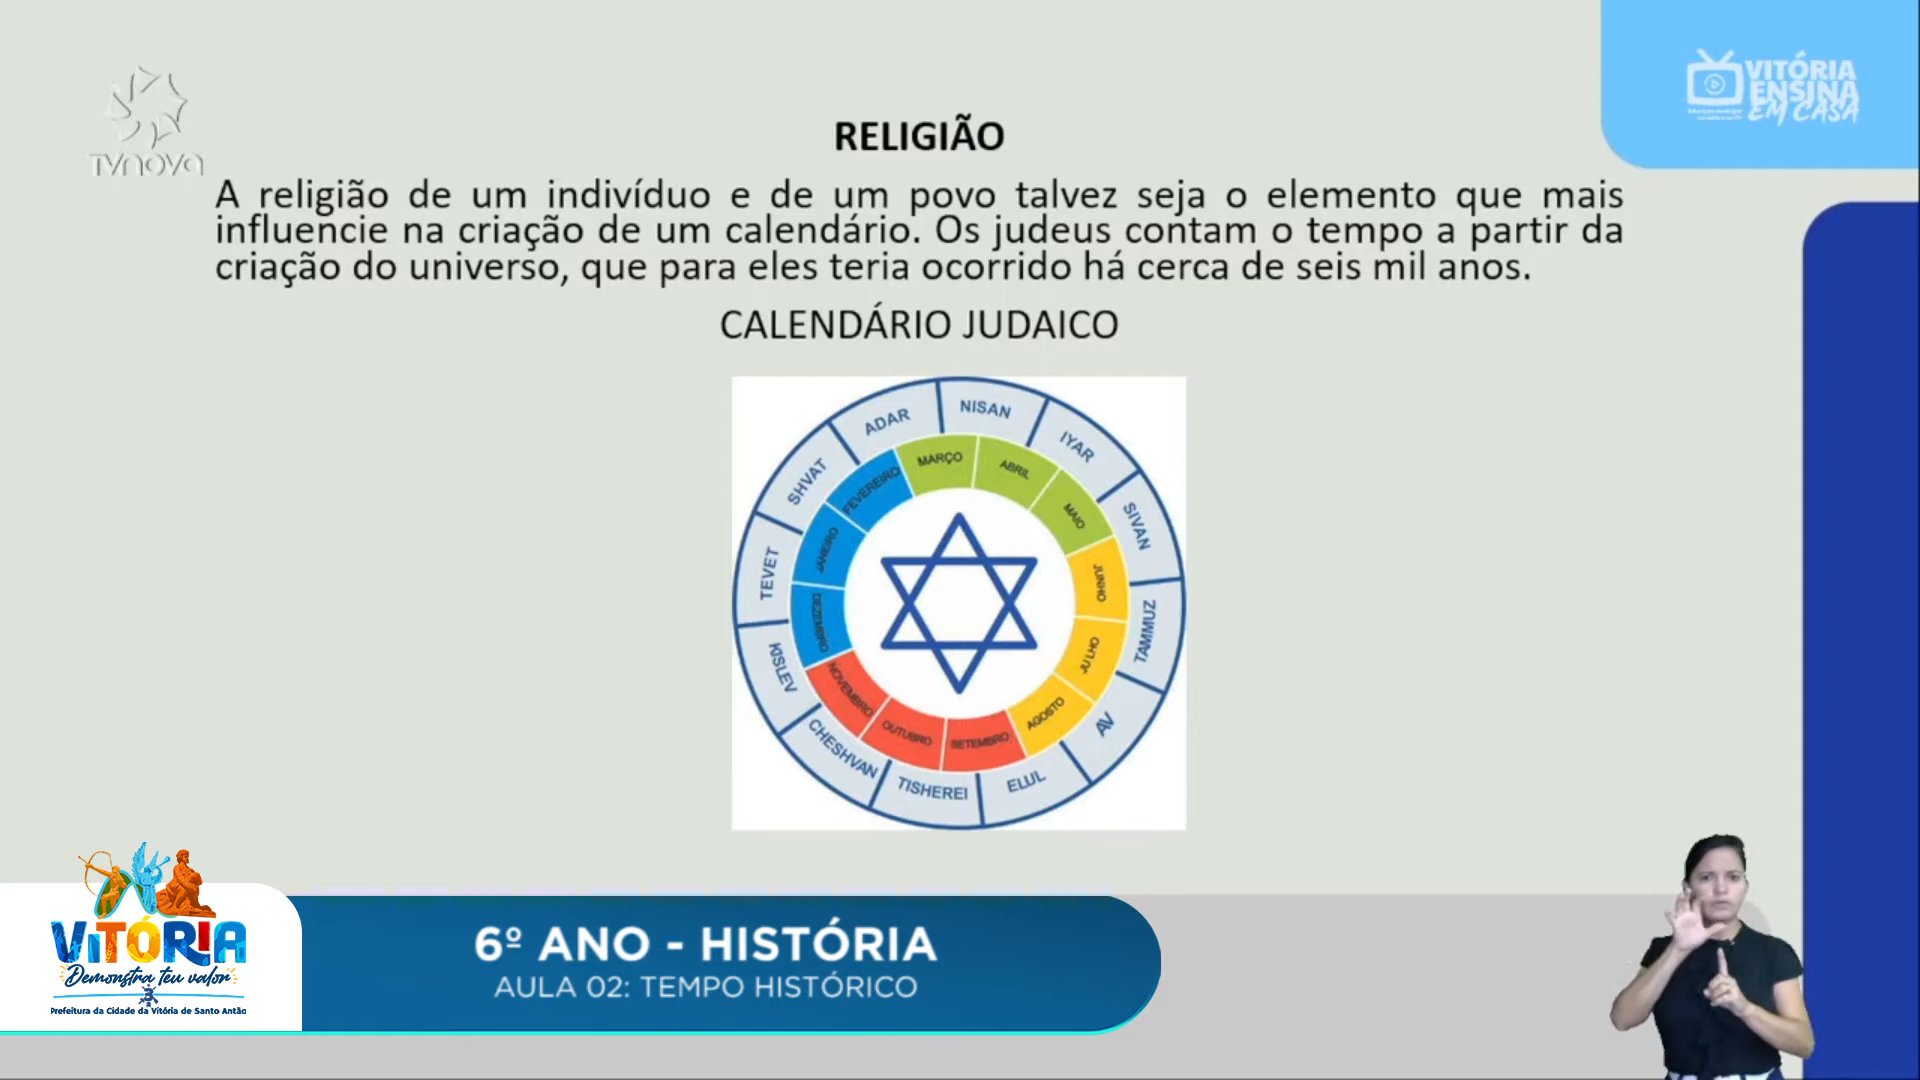 TVNOVA
VITÓRIA
ENSINA
EM CASA
RELIGIÃO
A religião de um indivíduo e de um povo talvez seja o elemento que mais
influencie na criação de um calendário. Os judeus contam o tempo a partir da
criação do universo, que para eles teria ocorrido há cerca de seis mil anos.
CALENDÁRIO JUDAICO
NISAN
IYAR
SIVAN
TAMMUZ
AV
ELUL
TISHEREI
CHESHVAN
KISLEV
TEVET
SHVAT
ADAR
MARÇO
ABRIL
MAIO
JUNHO
JULHO
AGOSTO
SETEMBRO
OUTUBRO
NOVEMBRO
DEZEMBRO
JANEIRO
FEVEREIRO
VITÓRIA
Demonstra teu valor
Prefeitura da Cidade da Vitória de Santo Antão
6º ANO - HISTÓRIA
AULA 02: TEMPO HISTÓRICO